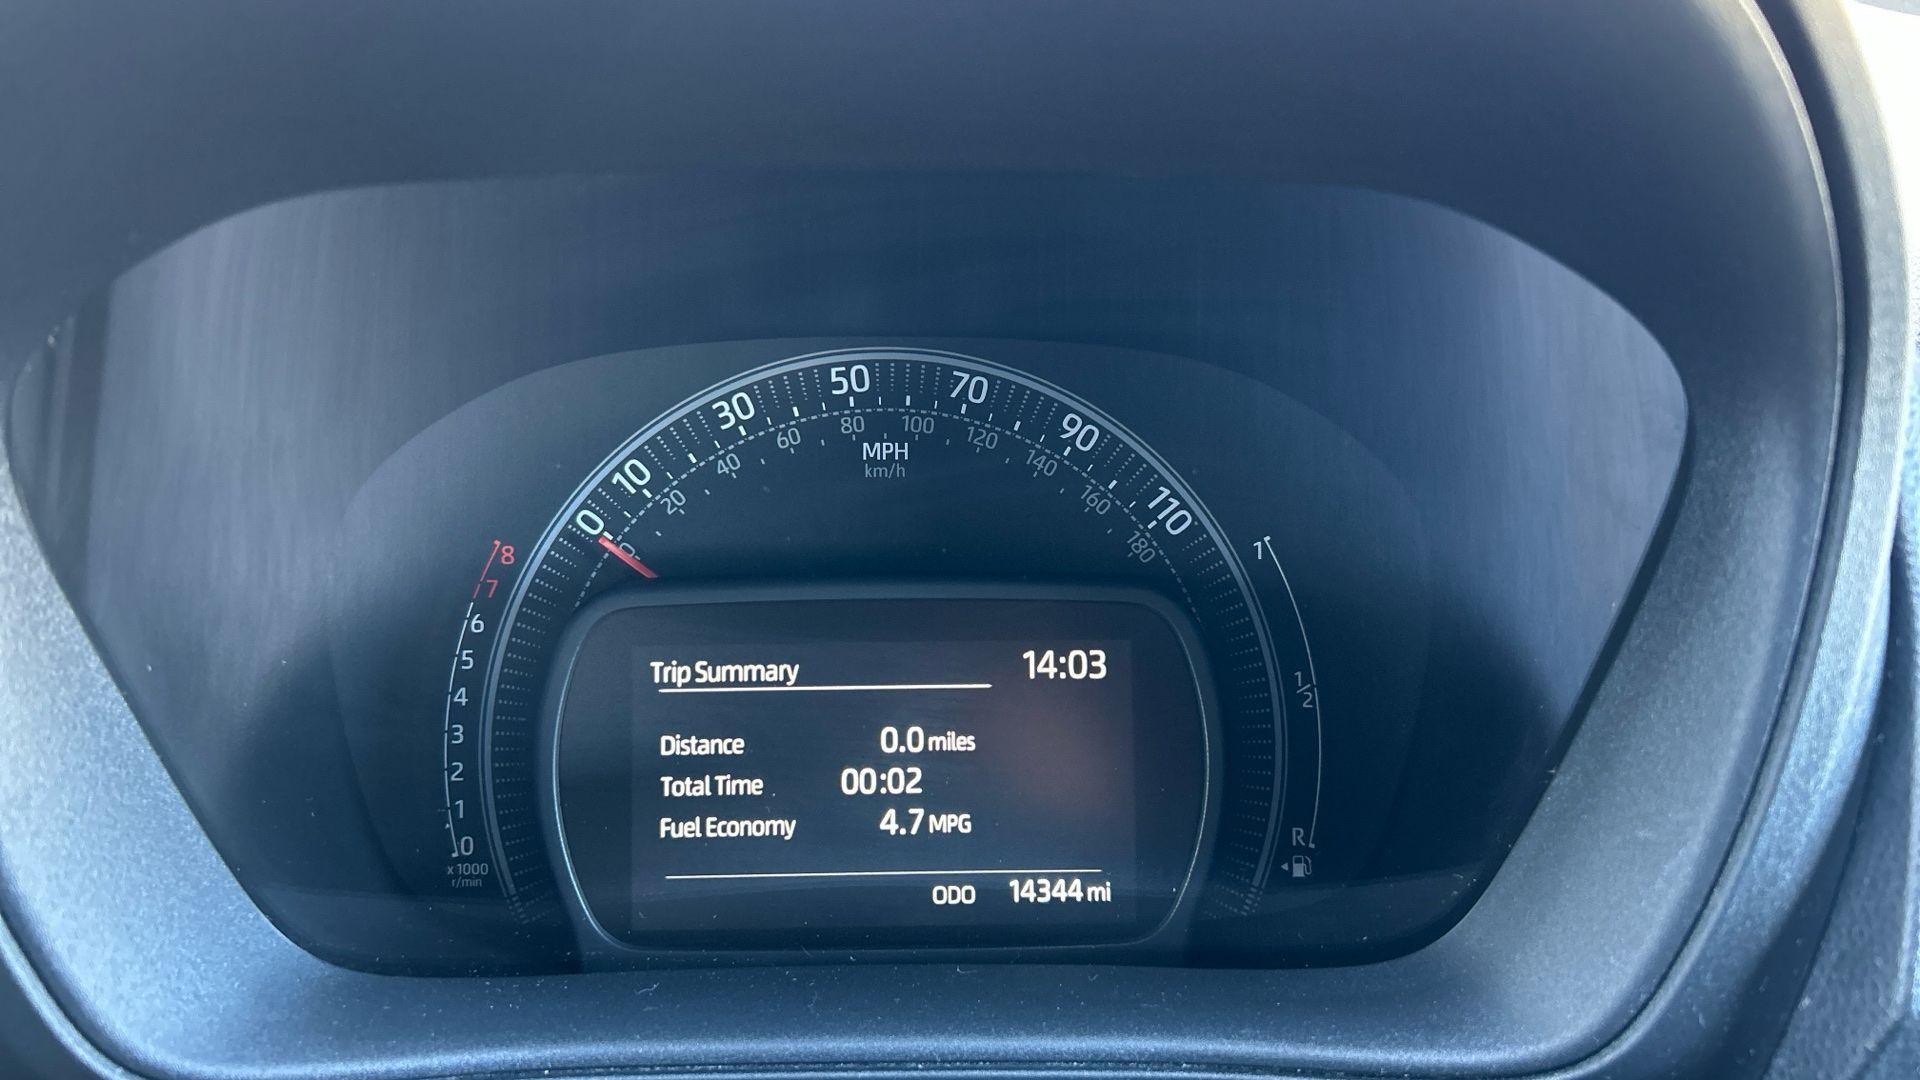 0 10 30 50 70 90 110
0 20 40 60 80 100 120 140 160 180
MPH
km/h
8
7
6
5
4
3
2
1
0
x 1000
r/min
1
1/2
R
Trip Summary 14:03
Distance 0.0 miles
Total Time 00:02
Fuel Economy 4.7 MPG
ODO 14344 mi